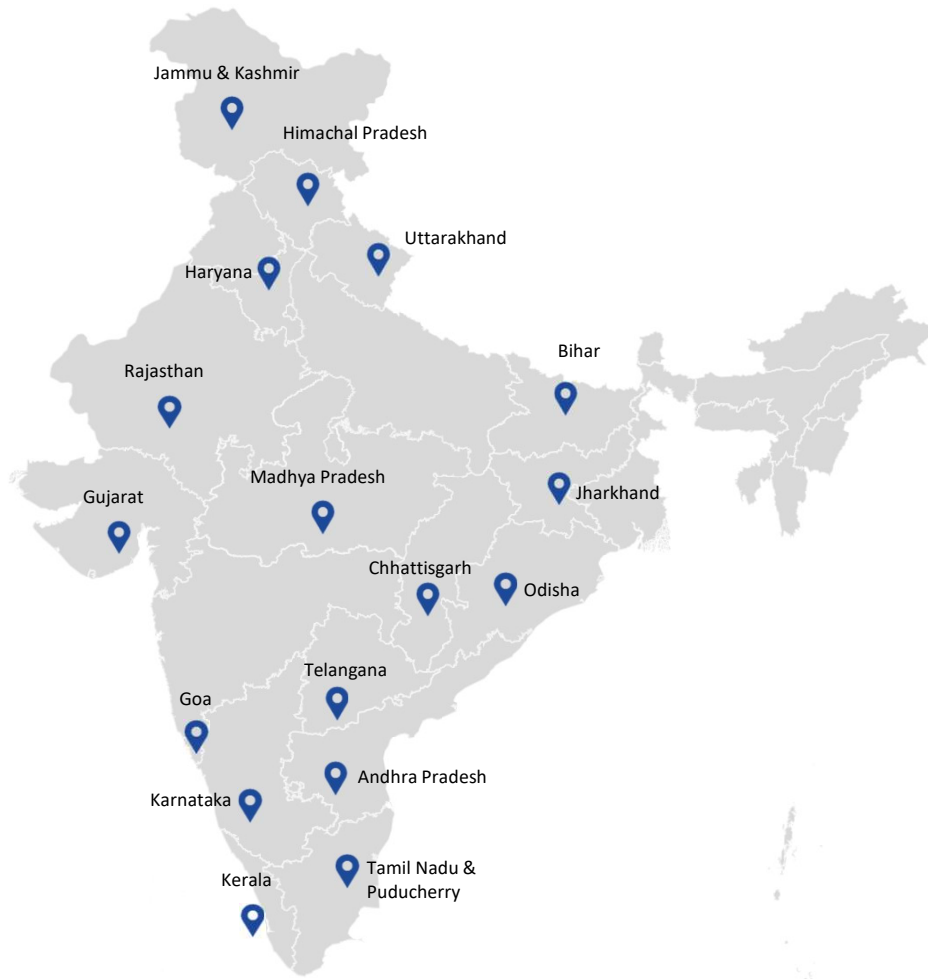 Jammu & Kashmir
Himachal Pradesh
Uttarakhand
Haryana
Bihar
Rajasthan
Madhya Pradesh
Jharkhand
Gujarat
Chhattisgarh
Odisha
Telangana
Goa
Andhra Pradesh
Karnataka
Tamil Nadu &
Puducherry
Kerala